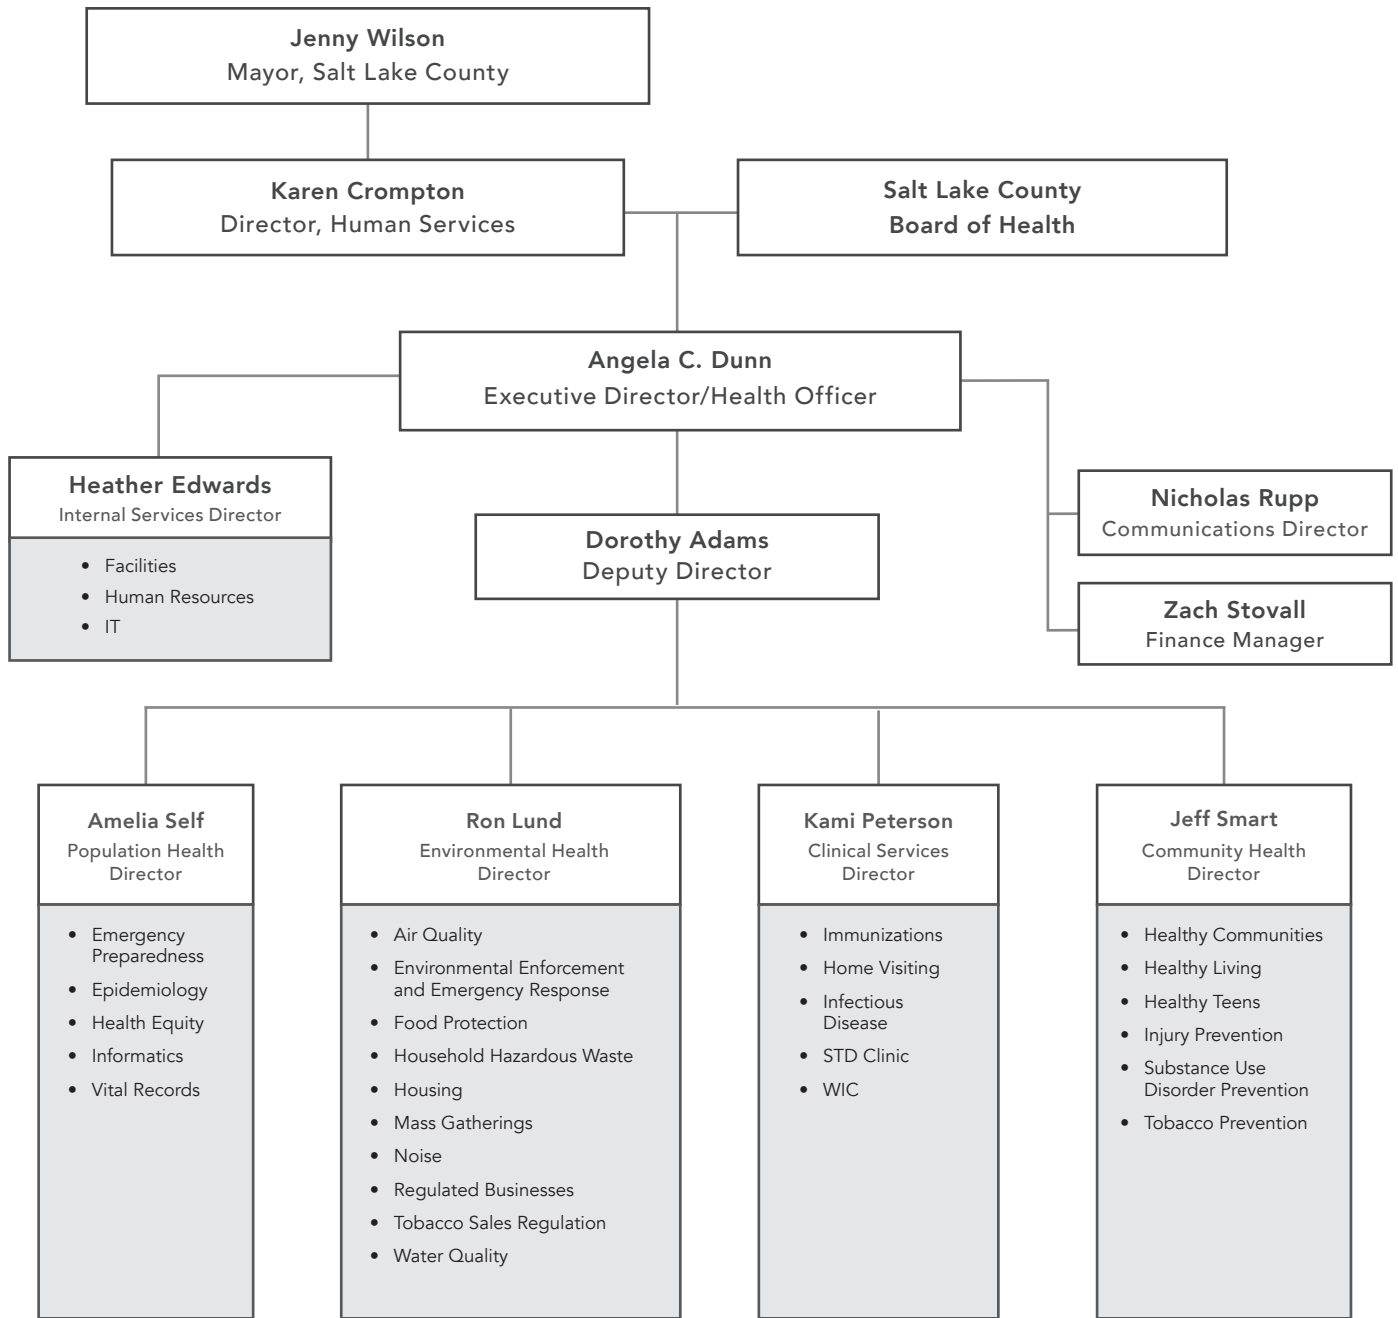 Jenny Wilson
Mayor, Salt Lake County
Karen Crompton
Director, Human Services
Salt Lake County
Board of Health
Angela C. Dunn
Executive Director/Health Officer
Heather Edwards
Internal Services Director
• Facilities
• Human Resources
• IT
Dorothy Adams
Deputy Director
Nicholas Rupp
Communications Director
Zach Stovall
Finance Manager
Amelia Self
Population Health
Director
• Emergency
Preparedness
• Epidemiology
• Health Equity
• Informatics
• Vital Records
Ron Lund
Environmental Health
Director
• Air Quality
• Environmental Enforcement
and Emergency Response
• Food Protection
• Household Hazardous Waste
• Housing
• Mass Gatherings
• Noise
• Regulated Businesses
• Tobacco Sales Regulation
• Water Quality
Kami Peterson
Clinical Services
Director
• Immunizations
• Home Visiting
• Infectious
Disease
• STD Clinic
• WIC
Jeff Smart
Community Health
Director
• Healthy Communities
• Healthy Living
• Healthy Teens
• Injury Prevention
• Substance Use
Disorder Prevention
• Tobacco Prevention